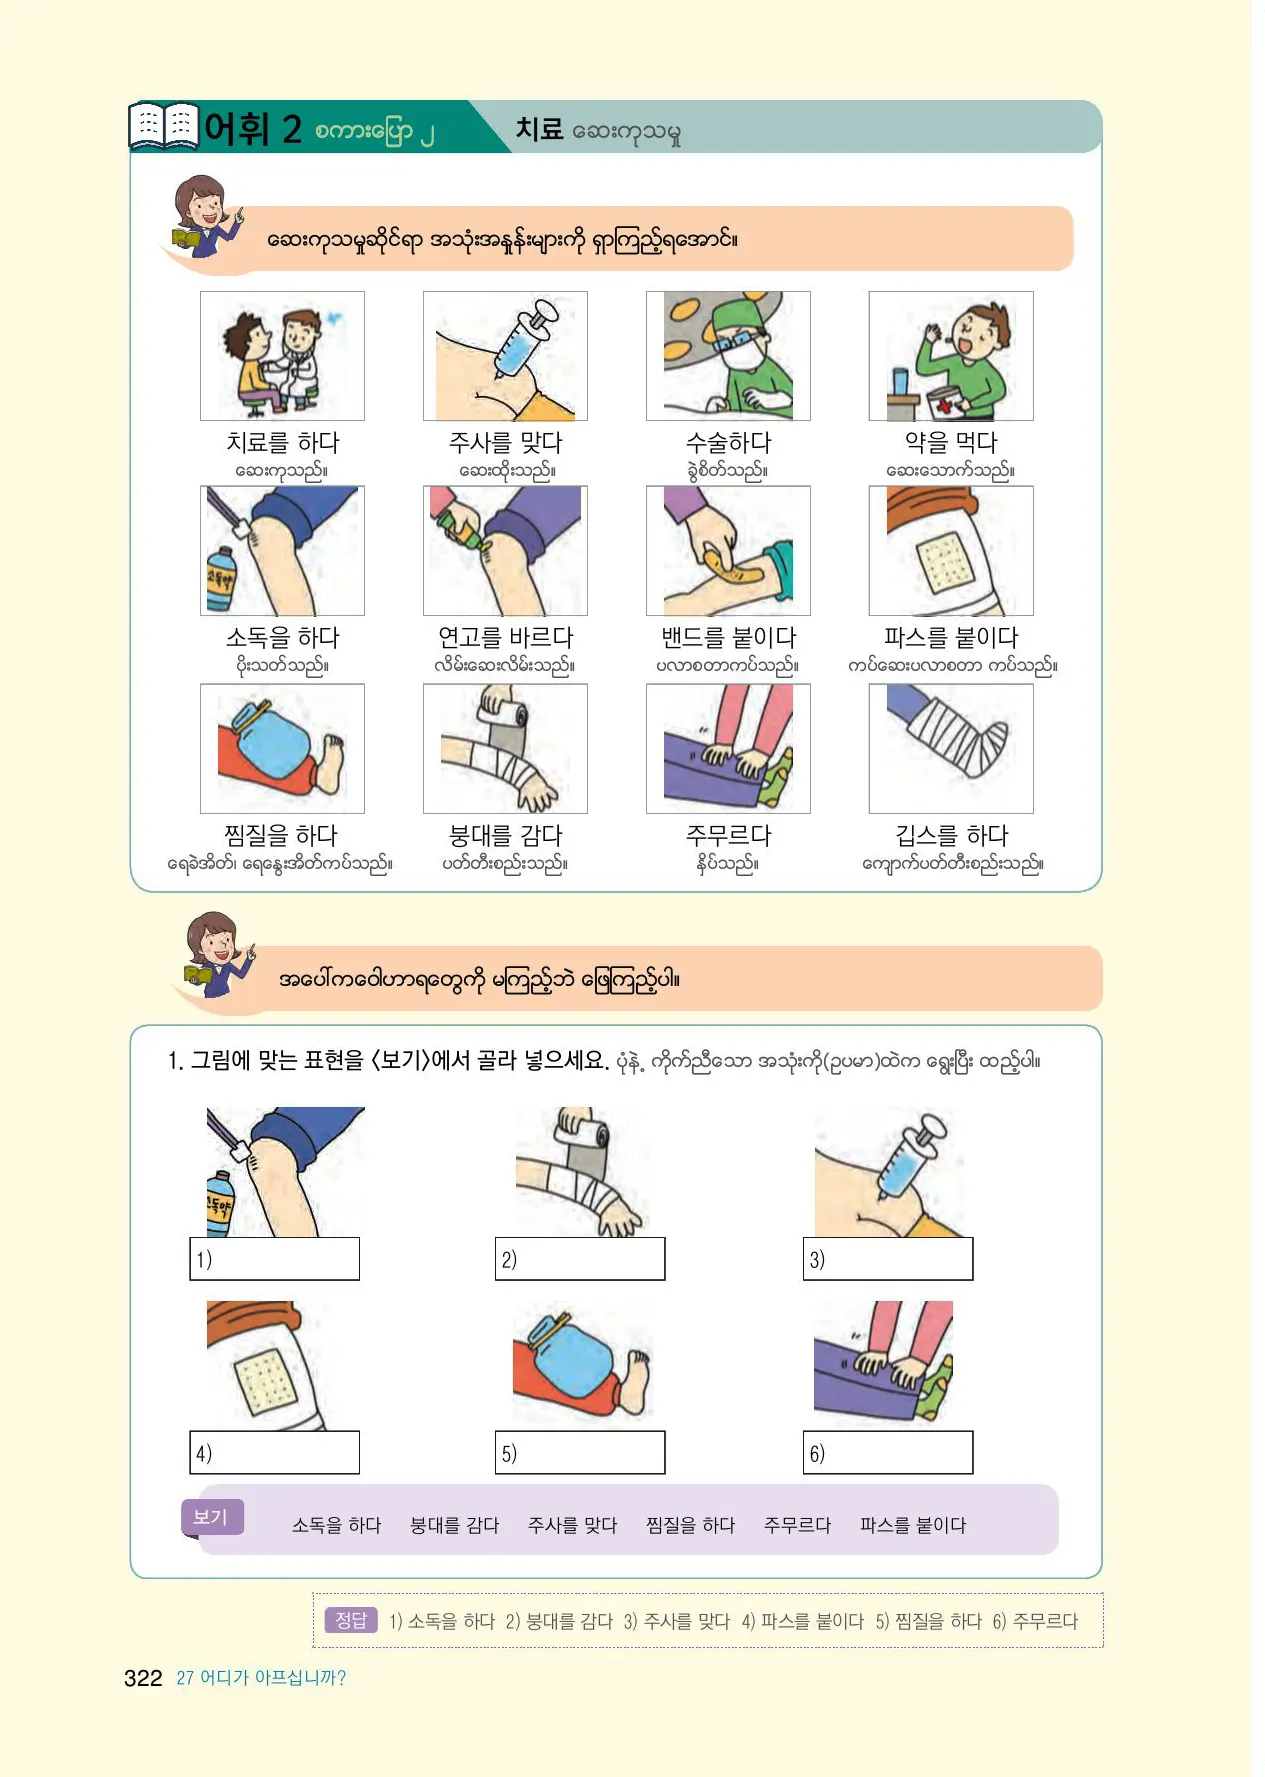 어휘 2 စကားပြော ၂ 치료 ဆေးကုသမှု
ဆေးကုသမှုဆိုင်ရာ အသုံးအနှုန်းများကို ရှာကြည့်ရအောင်။
치료를 하다 주사를 맞다 수술하다 약을 먹다
ဆေးကုသည်။ ဆေးထိုးသည်။ ခွဲစိတ်သည်။ ဆေးသောက်သည်။
소독약
소독을 하다 연고를 바르다 밴드를 붙이다 파스를 붙이다
ပိုးသတ်သည်။ လိမ်းဆေးလိမ်းသည်။ ပလာစတာကပ်သည်။ ကပ်ဆေးပလာစတာ ကပ်သည်။
찜질을 하다 붕대를 감다 주무르다 깁스를 하다
ရေခဲအိတ်၊ ရေနွေးအိတ်ကပ်သည်။ ပတ်တီးစည်းသည်။ နှိပ်သည်။ ကျောက်ပတ်တီးစည်းသည်။
အပေါ်ကဝေါဟာရတွေကို မကြည့်ဘဲ ဖြေကြည့်ပါ။
1. 그림에 맞는 표현을 〈보기〉에서 골라 넣으세요. ပုံနဲ့ ကိုက်ညီသော အသုံးကို(ဥပမာ)ထဲက ရွေးပြီး ထည့်ပါ။
소독약
1) 2) 3)
4) 5) 6)
보기 소독을 하다 붕대를 감다 주사를 맞다 찜질을 하다 주무르다 파스를 붙이다
정답 1) 소독을 하다 2) 붕대를 감다 3) 주사를 맞다 4) 파스를 붙이다 5) 찜질을 하다 6) 주무르다
322 27 어디가 아프십니까?